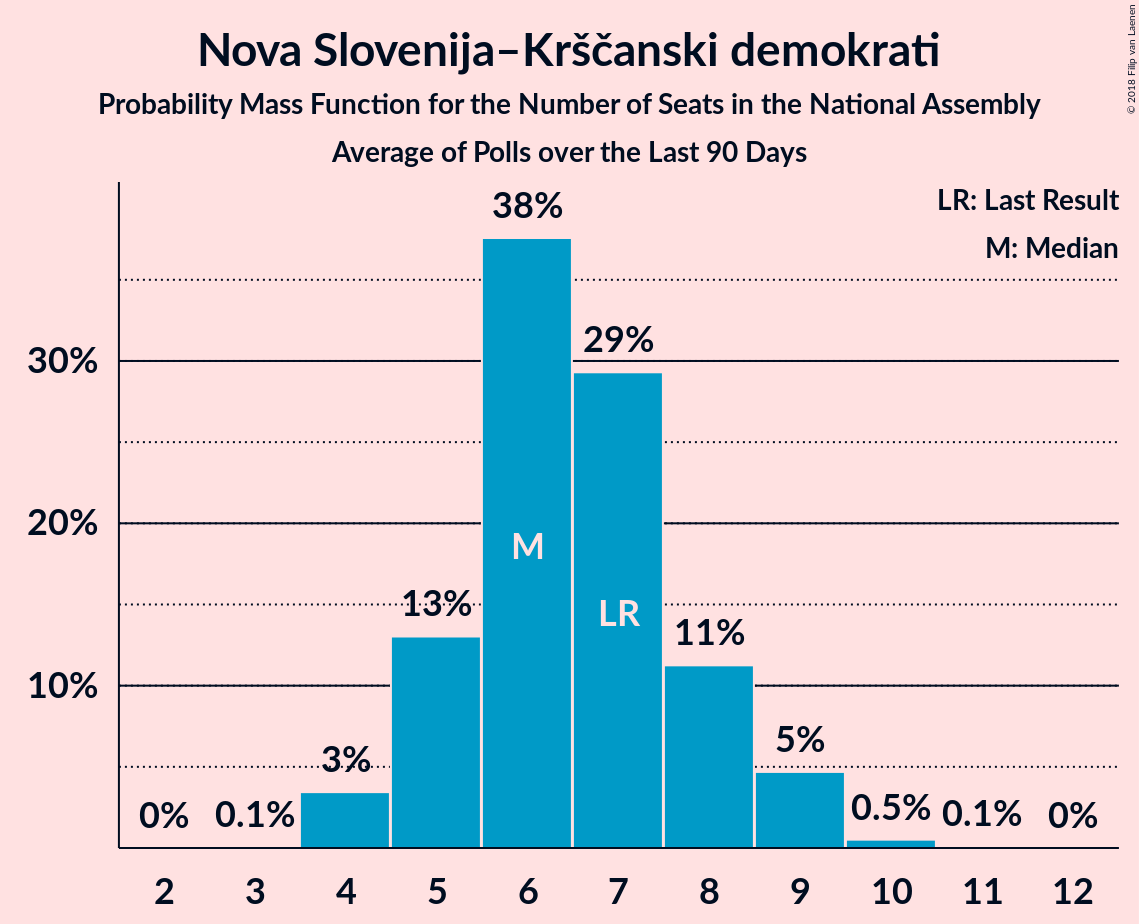 Nova Slovenija–Krščanski demokrati
Probability Mass Function for the Number of Seats in the National Assembly
Average of Polls over the Last 90 Days
© 2018 Filip van Laenen
LR: Last Result
M: Median
38%
29%
30%
20%
10%
M
LR
13%
11%
3%
5%
0%
0.1%
0.5%
0.1%
0%
2 3 4 5 6 7 8 9 10 11 12